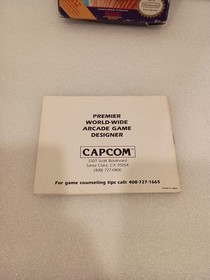 PREMIER
WORLD-WIDE
ARCADE GAME
DESIGNER
CAPCOM
3303 Scott Boulevard
Santa Clara, CA 95054
(408) 727-0400
For game counseling tips call: 408-727-1665